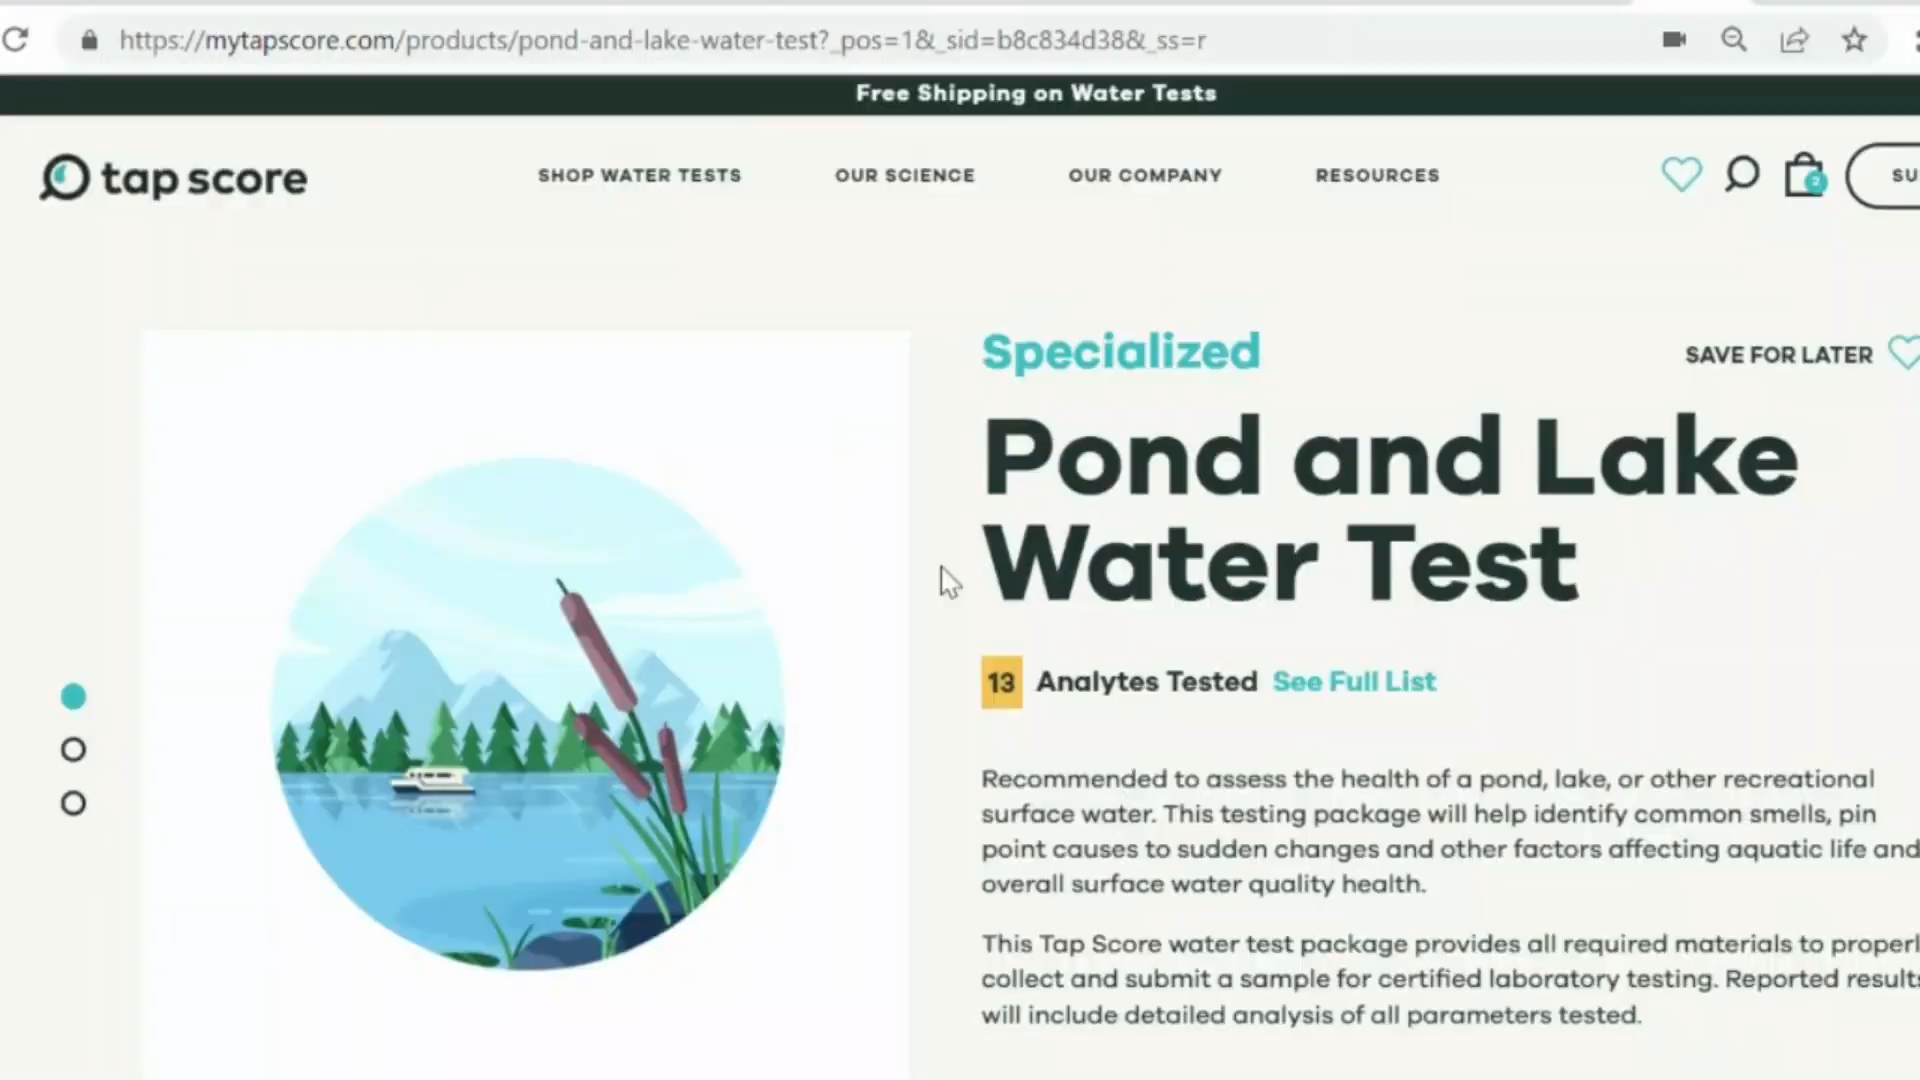 https://mytapscore.com/products/pond-and-lake-water-test?_pos=1&_sid=b8c834d38&_ss=r
Free Shipping on Water Tests
tap score
SHOP WATER TESTS
OUR SCIENCE
OUR COMPANY
RESOURCES
2
SU
Specialized
SAVE FOR LATER
Pond and Lake
Water Test
13 Analytes Tested See Full List
Recommended to assess the health of a pond, lake, or other recreational
surface water. This testing package will help identify common smells, pin
point causes to sudden changes and other factors affecting aquatic life and
overall surface water quality health.
This Tap Score water test package provides all required materials to properl
collect and submit a sample for certified laboratory testing. Reported results
will include detailed analysis of all parameters tested.